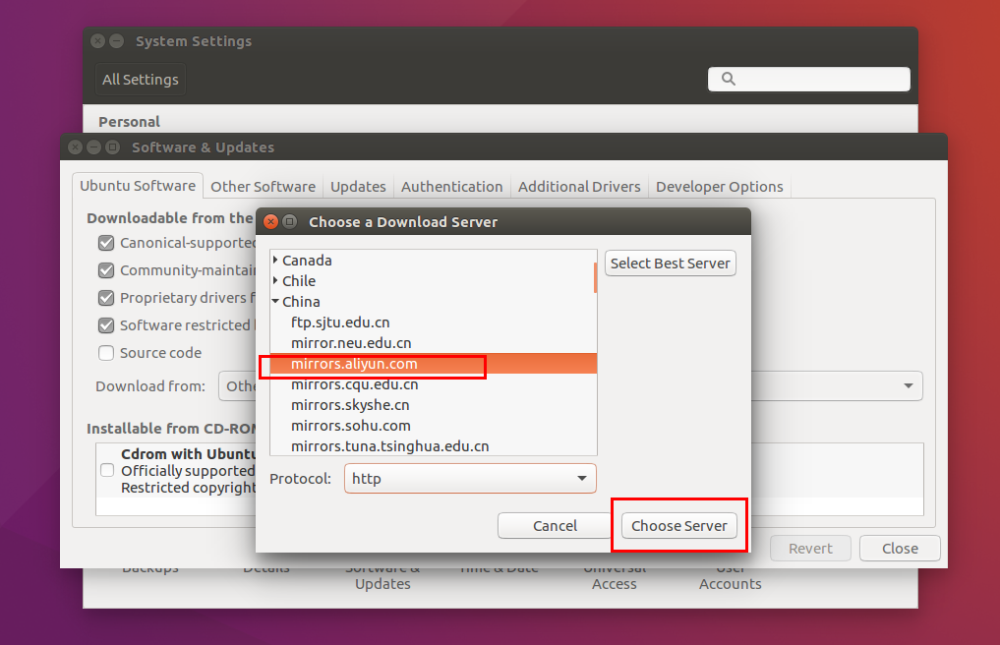 System Settings
All Settings
Personal
Software & Updates
Ubuntu Software Other Software Updates Authentication Additional Drivers Developer Options
Downloadable from the
Choose a Download Server
Canonical-supported
Community-maintain
Proprietary drivers f
Software restricted
Source code
Download from: Othe
Canada
Chile
China
ftp.sjtu.edu.cn
mirror.neu.edu.cn
mirrors.aliyun.com
mirrors.cqu.edu.cn
mirrors.skyshe.cn
mirrors.sohu.com
mirrors.tuna.tsinghua.edu.cn
Select Best Server
Installable from CD-ROM
Cdrom with Ubuntu
Officially supported
Restricted copyright
Protocol: http
Cancel Choose Server
Revert Close
Backups Details Software & Time & Date Universal User
Updates Access Accounts